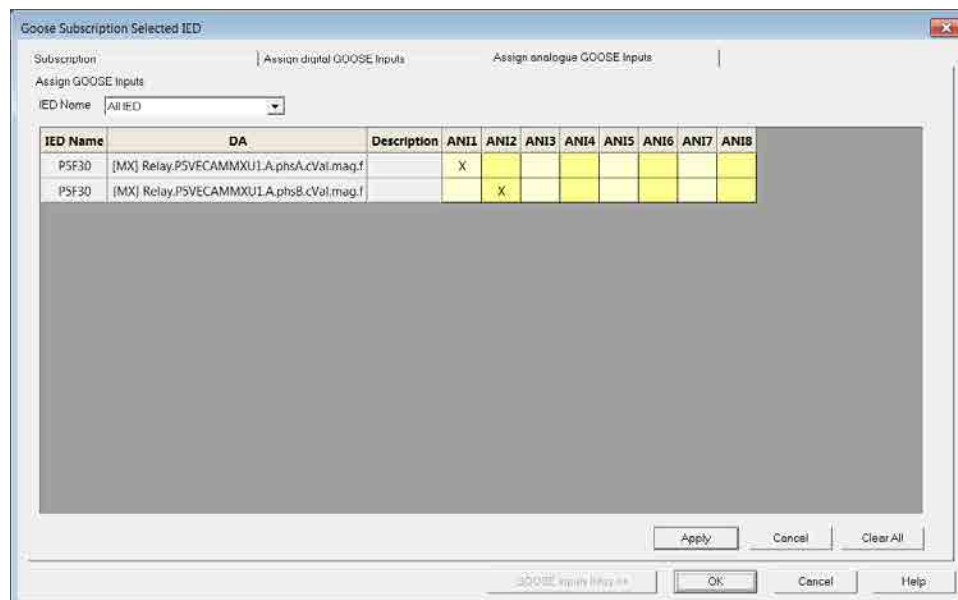 Goose Subscription Selected IED
Subscription Assign digital GOOSE Inputs Assign analogue GOOSE Inputs
Assign GOOSE Inputs
IED Name All IED
IED Name DA Description ANI1 ANI2 ANI3 ANI4 ANI5 ANI6 ANI7 ANI8
P5F30 [MX] Relay.P5VECAMMXU1.A.phsA.cVal.mag.f X
P5F30 [MX] Relay.P5VECAMMXU1.A.phsB.cVal.mag.f X
Apply Cancel Clear All
GOOSE Inputs OK Cancel Help